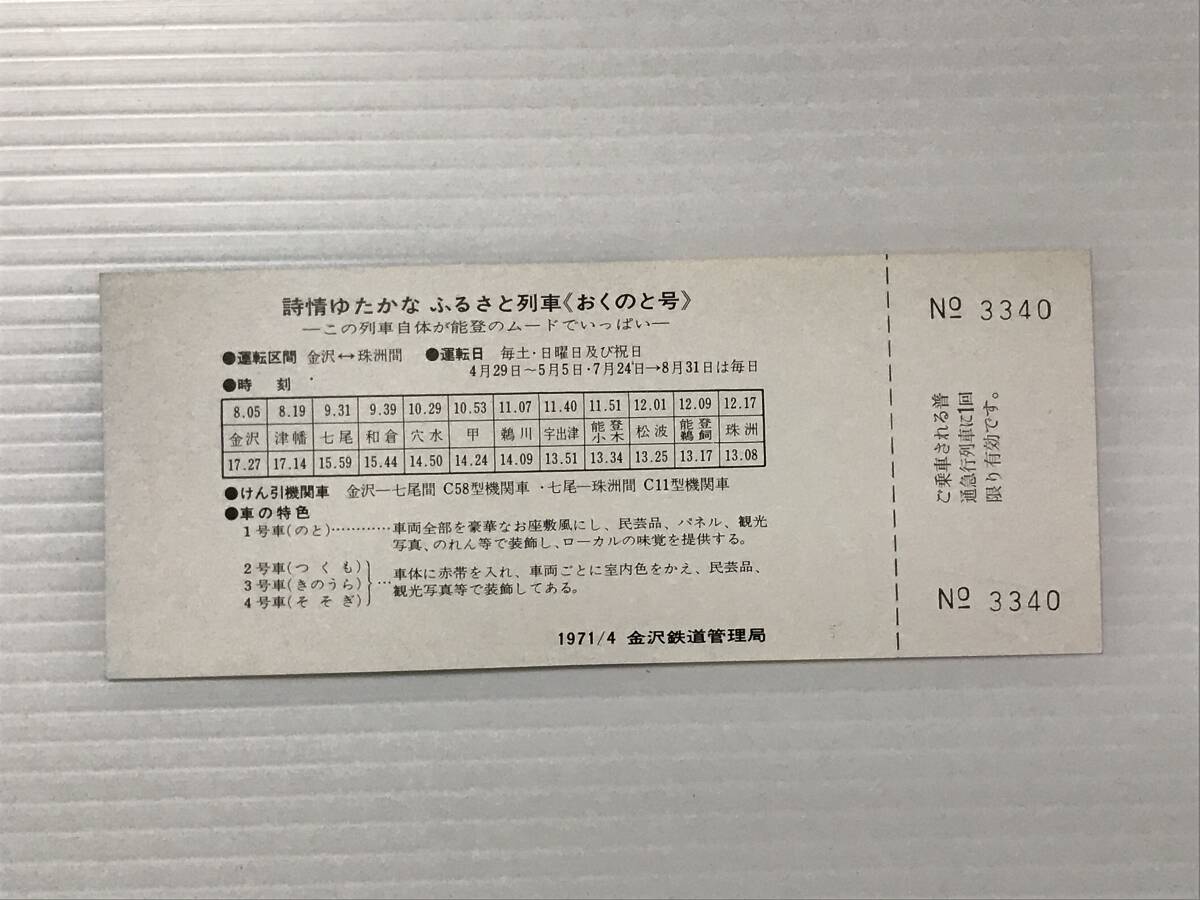 詩情ゆたかな ふるさと列車《おくのと号》
―この列車自体が能登のムードでいっぱい―
●運転区間 金沢↔珠洲間 ●運転日 毎土・日曜日及び祝日
4月29日〜5月5日・7月24日→8月31日は毎日
●時 刻
8.05 8.19 9.31 9.39 10.29 10.53 11.07 11.40 11.51 12.01 12.09 12.17
金沢 津幡 七尾 和倉 穴水 甲 鵜川 宇出津 能登小木 松波 能登鵜飼 珠洲
17.27 17.14 15.59 15.44 14.50 14.24 14.09 13.51 13.34 13.25 13.17 13.08
●けん引機関車 金沢―七尾間 C58型機関車・七尾―珠洲間 C11型機関車
●車の特色
1号車(のと)…………車両全部を豪華なお座敷風にし、民芸品、パネル、観光
写真、のれん等で装飾し、ローカルの味覚を提供する。
2号車(つくも)
3号車(きのうら)
4号車(そそぎ)
…車体に赤帯を入れ、車両ごとに室内色をかえ、民芸品、
観光写真等で装飾してある。
1971/4 金沢鉄道管理局
№ 3340
ご乗車される普
通急行列車に1回
限り有効です。
№ 3340